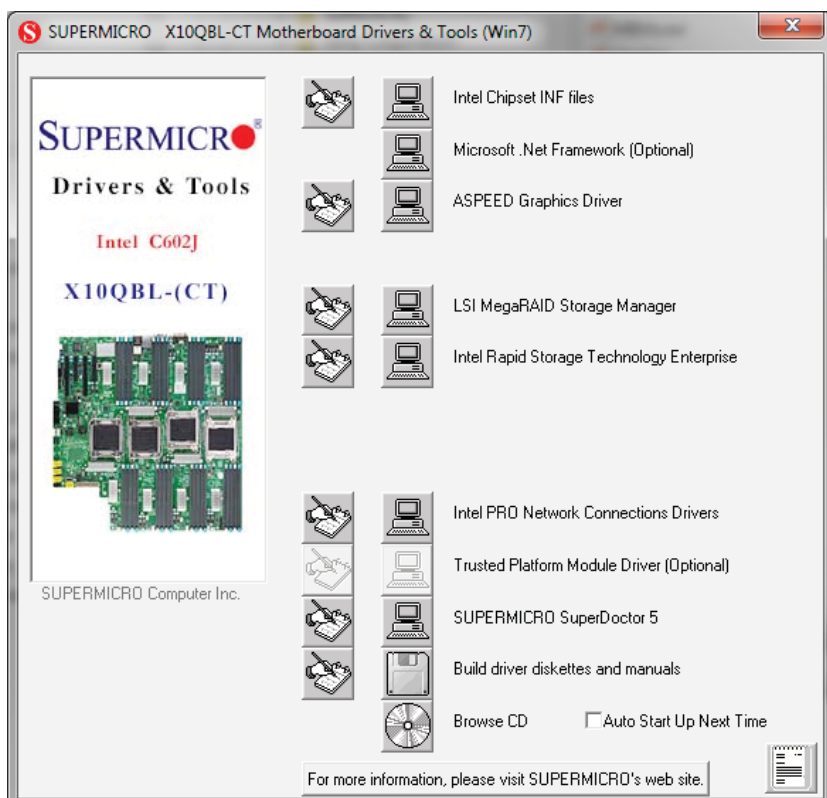 SUPERMICRO X10QBL-CT Motherboard Drivers & Tools (Win7)
SUPERMICRO®
Drivers & Tools
Intel C602J
X10QBL-(CT)
SUPERMICRO Computer Inc.
Intel Chipset INF files
Microsoft .Net Framework (Optional)
ASPEED Graphics Driver
LSI MegaRAID Storage Manager
Intel Rapid Storage Technology Enterprise
Intel PRO Network Connections Drivers
Trusted Platform Module Driver (Optional)
SUPERMICRO SuperDoctor 5
Build driver diskettes and manuals
Browse CD Auto Start Up Next Time
For more information, please visit SUPERMICRO's web site.